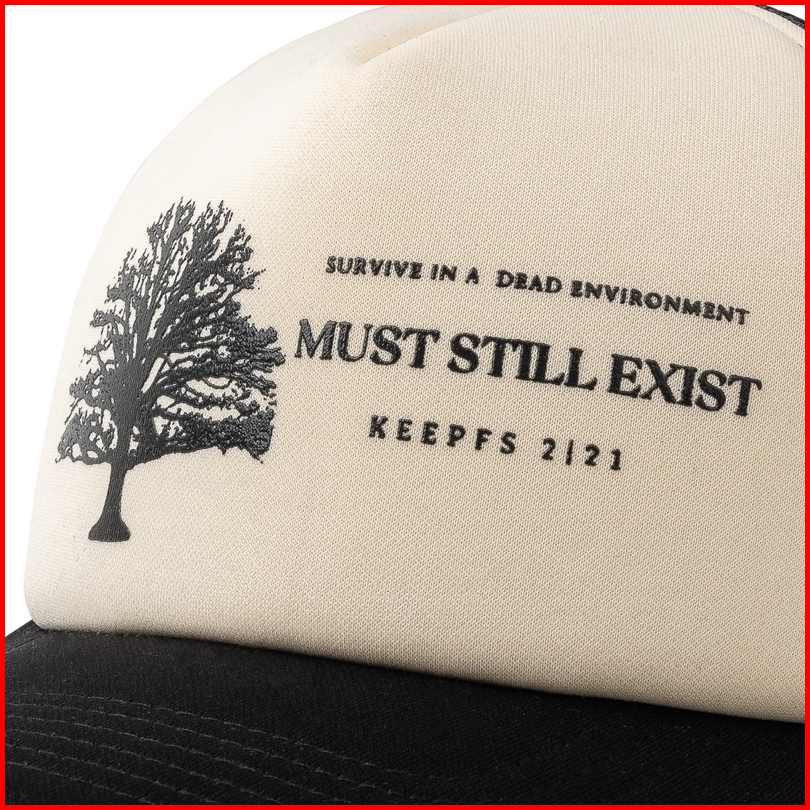 SURVIVE IN A DEAD ENVIRONMENT
MUST STILL EXIST
KEEPFS 2|21